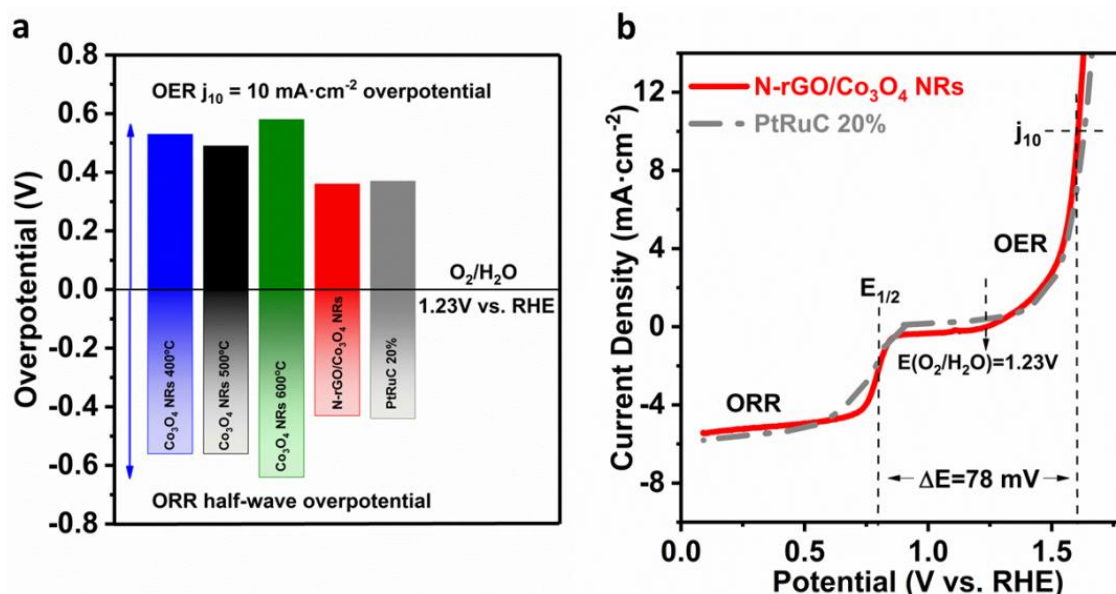 a
OER j₁₀ = 10 mA·cm⁻² overpotential
Overpotential (V)
0.8
0.6
0.4
0.2
0.0
-0.2
-0.4
-0.6
-0.8
O₂/H₂O
1.23V vs. RHE
Co₃O₄ NRs 400ºC
Co₃O₄ NRs 500ºC
Co₃O₄ NRs 600ºC
N-rGO/Co₃O₄ NRs
PtRuC 20%
ORR half-wave overpotential
b
N-rGO/Co₃O₄ NRs
PtRuC 20%
j₁₀
OER
E₁/₂
E(O₂/H₂O)=1.23V
ORR
ΔE=78 mV
Current Density (mA·cm⁻²)
12
8
4
0
-4
-8
0.0 0.5 1.0 1.5
Potential (V vs. RHE)